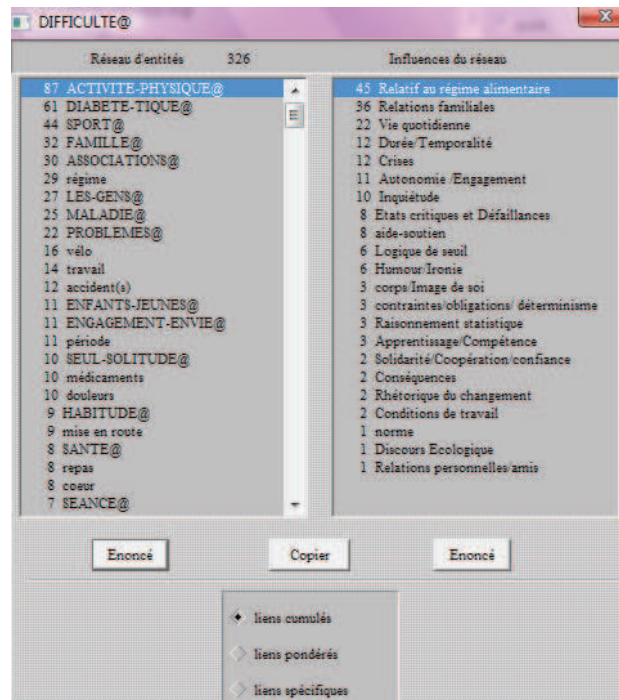 DIFFICULTE@
Réseau d'entités 326
Influences du réseau
87 ACTIVITE-PHYSIQUE@
61 DIABETE-TIQUE@
44 SPORT@
32 FAMILLE@
30 ASSOCIATIONS@
29 régime
27 LES-GENS@
25 MALADIE@
22 PROBLEMES@
16 vélo
14 travail
12 accident(s)
11 ENFANTS-JEUNES@
11 ENGAGEMENT-ENVIE@
11 période
10 SEUL-SOLITUDE@
10 médicaments
10 douleurs
9 HABITUDE@
9 mise en route
8 SANTE@
8 repas
8 coeur
7 SEANCE@
45 Relatif au régime alimentaire
36 Relations familiales
22 Vie quotidienne
12 Durée/Temporalité
12 Crises
11 Autonomie /Engagement
10 Inquiétude
8 Etats critiques et Défaillances
8 aide-soutien
6 Logique de seuil
6 Humour/Ironie
3 corps/Image de soi
3 contraintes/obligations/ déterminisme
3 Raisonnement statistique
3 Apprentissage/Compétence
2 Solidarité/Coopération/confiance
2 Conséquences
2 Rhétorique du changement
2 Conditions de travail
1 norme
1 Discours Ecologique
1 Relations personnelles/amis
Enoncé
Copier
Enoncé
liens cumulés
liens pondérés
liens spécifiques